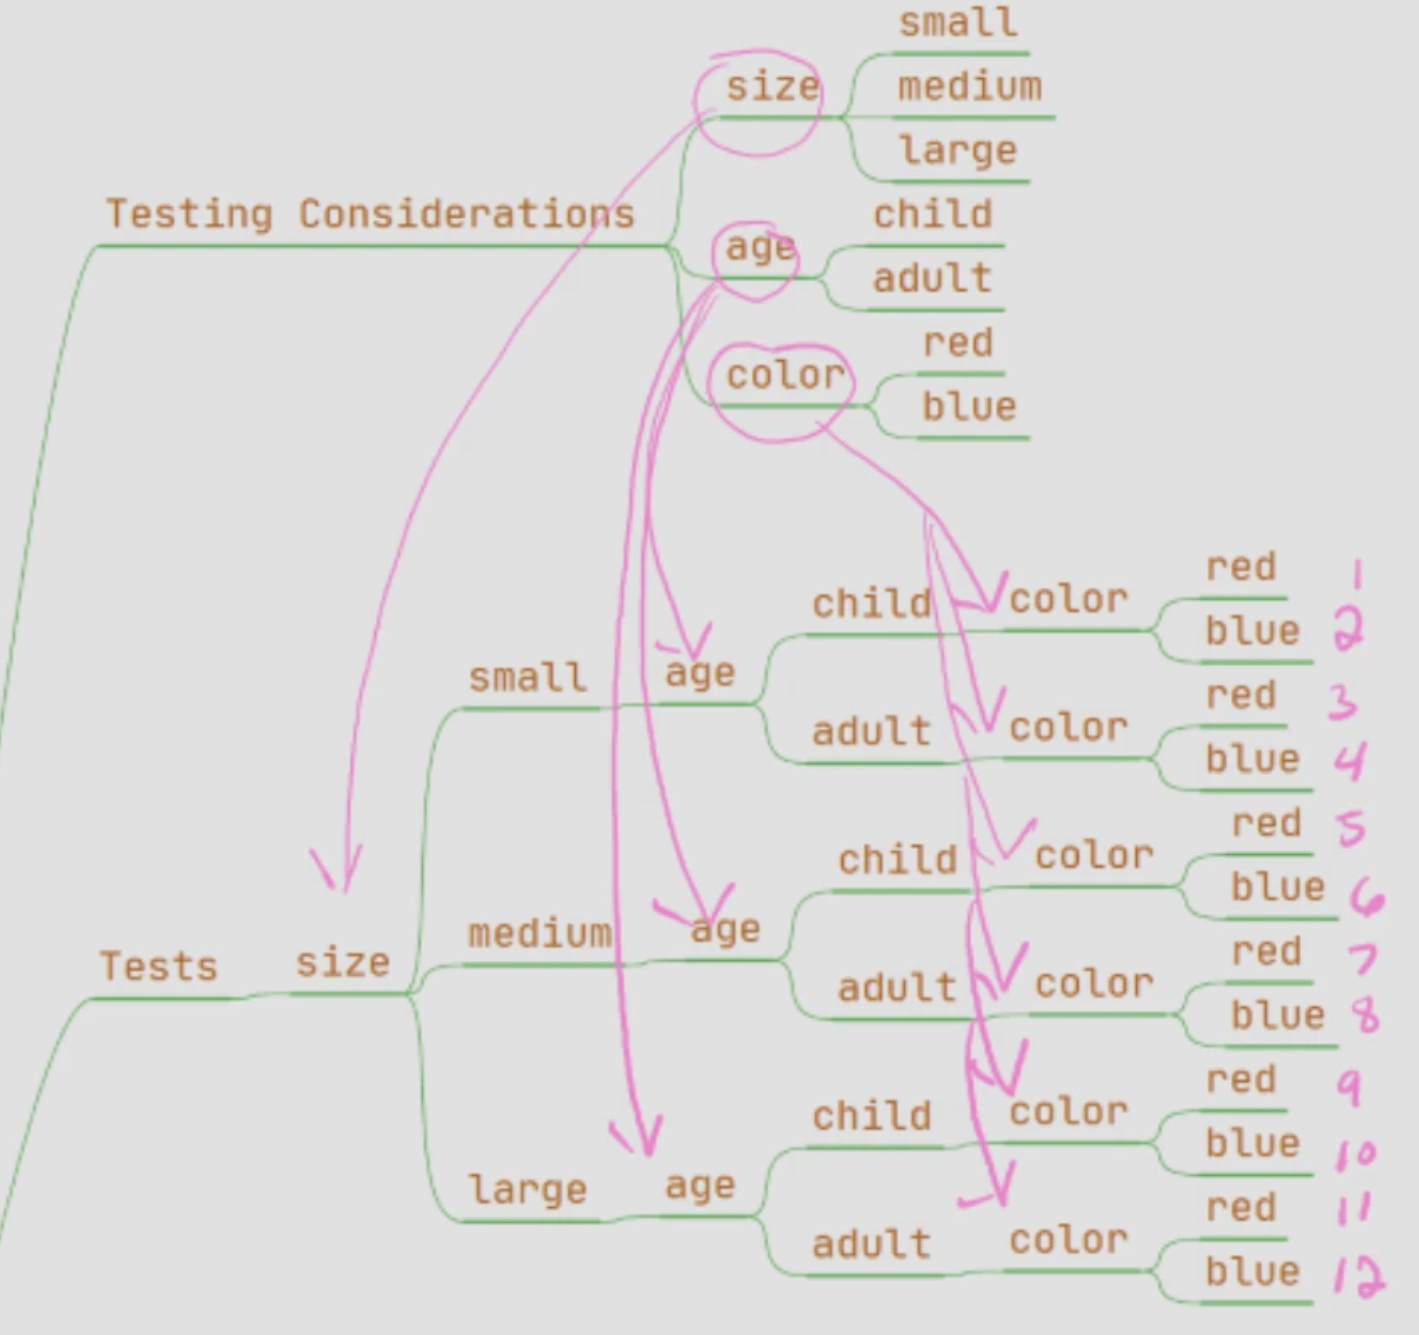 small
size
medium
large
Testing Considerations
child
age
adult
red
color
blue
red 1
child color
blue 2
small age
red 3
adult color
blue 4
red 5
child color
blue 6
medium age
red 7
Tests size
adult color
blue 8
red 9
child color
blue 10
large age
red 11
adult color
blue 12